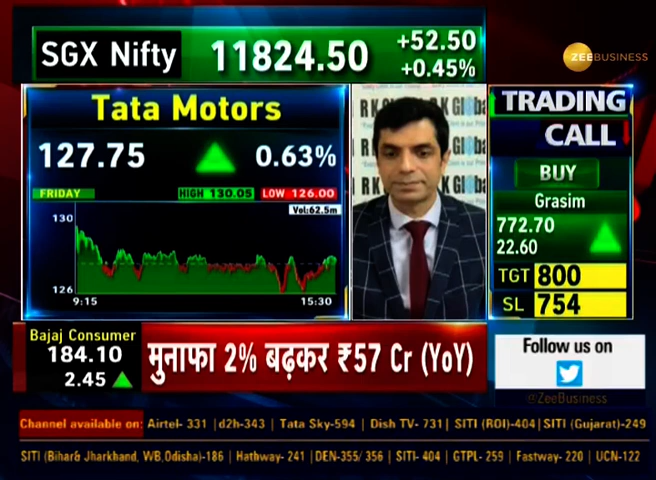 SGX Nifty 11824.50 +52.50
+0.45%
ZEEBUSINESS
Tata Motors
127.75 0.63%
FRIDAY HIGH 130.05 LOW 126.00
Vol:62.5m
130
126
9:15 15:30
TRADING
CALL
BUY
Grasim
772.70
22.60
TGT 800
SL 754
Bajaj Consumer
184.10
2.45
मुनाफा 2% बढ़कर ₹57 Cr (YoY)
Follow us on
@ZeeBusiness
Channel available on: Airtel- 331 | d2h-343 | Tata Sky-594 | Dish TV- 731 | SITI (ROI)-404 | SITI (Gujarat)-249
SITI (Bihar& Jharkhand, WB,Odisha)-186 | Hathway- 241 |DEN-355/ 356 | SITI- 404 | GTPL- 259 | Fastway- 220 | UCN-122